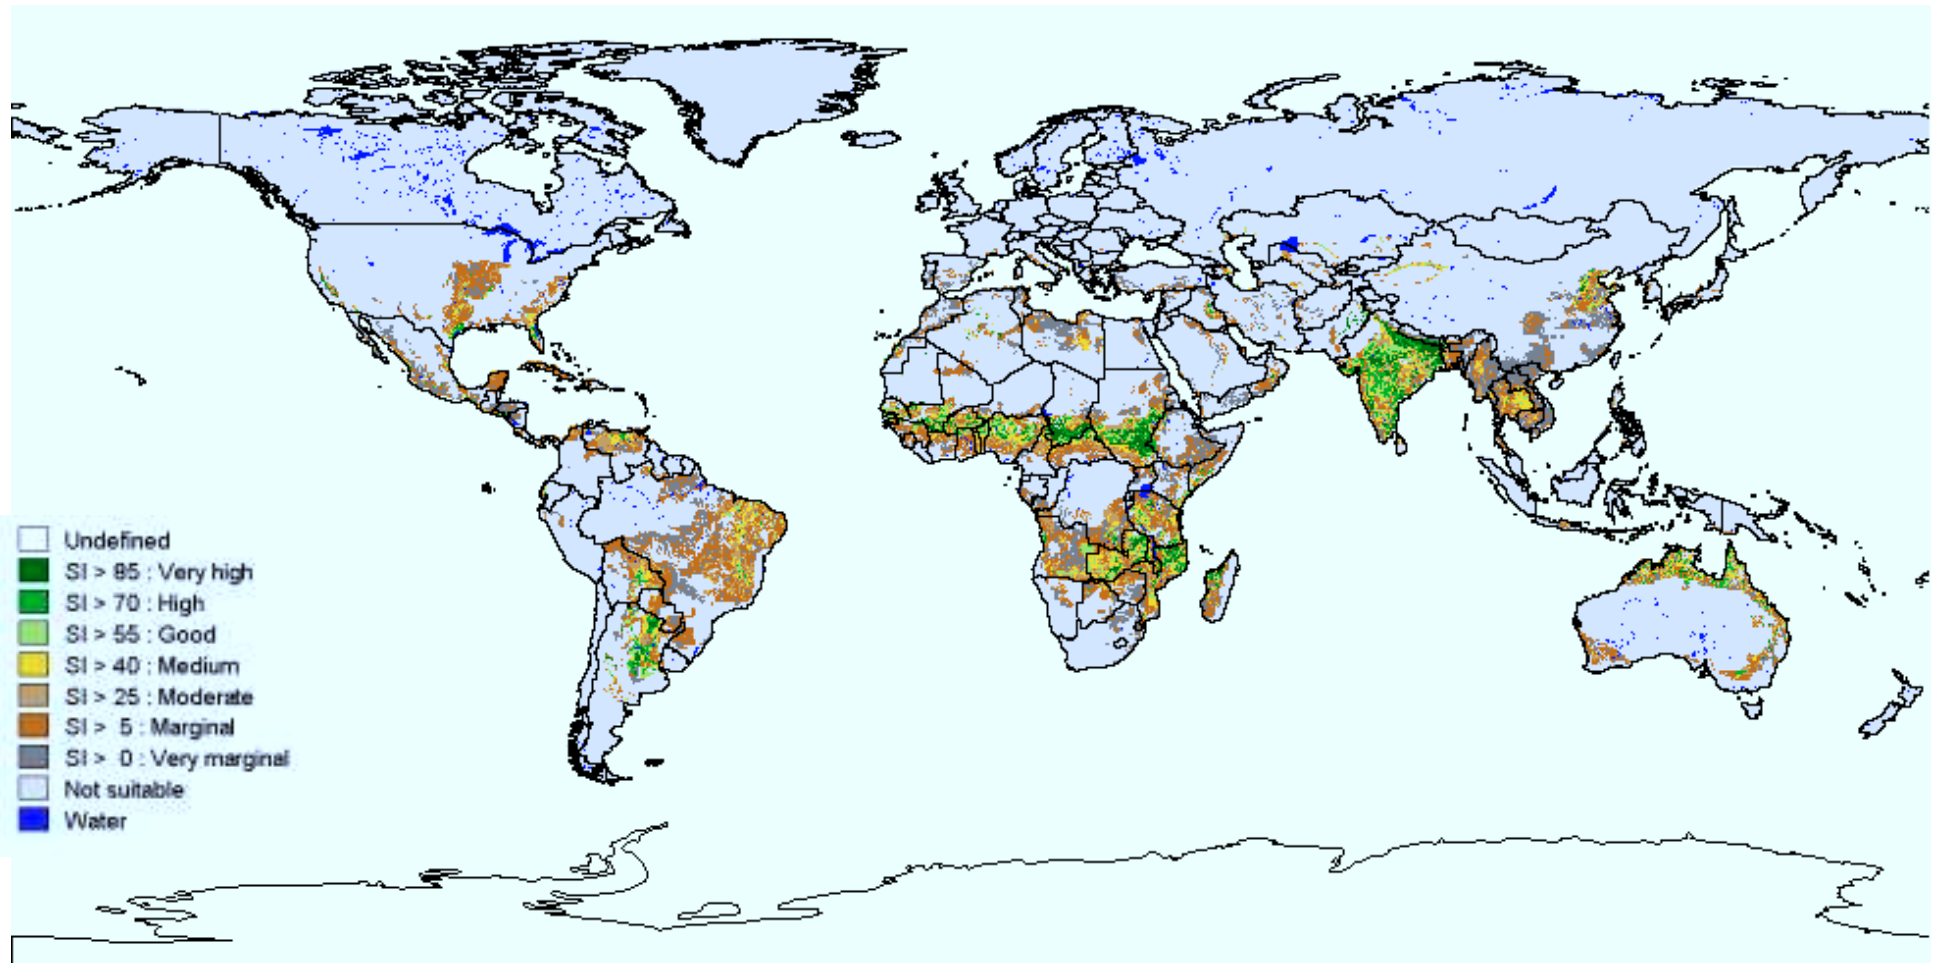 Undefined
SI > 85 : Very high
SI > 70 : High
SI > 55 : Good
SI > 40 : Medium
SI > 25 : Moderate
SI > 5 : Marginal
SI > 0 : Very marginal
Not suitable
Water